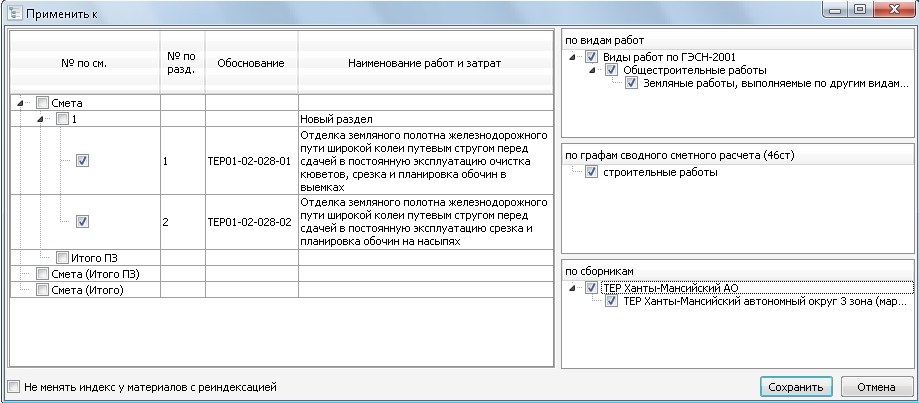 Применить к
№ по см.
№ по
разд.
Обоснование
Наименование работ и затрат
Смета
1
Новый раздел
1
ТЕР01-02-028-01
Отделка земляного полотна железнодорожного
пути широкой колеи путевым стругом перед
сдачей в постоянную эксплуатацию очистка
кюветов, срезка и планировка обочин в
выемках
2
ТЕР01-02-028-02
Отделка земляного полотна железнодорожного
пути широкой колеи путевым стругом перед
сдачей в постоянную эксплуатацию срезка и
планировка обочин на насыпях
Итого ПЗ
Смета (Итого ПЗ)
Смета (Итого)
по видам работ
Виды работ по ГЭСН-2001
Общестроительные работы
Земляные работы, выполняемые по другим видам...
по графам сводного сметного расчета (46ст)
строительные работы
по сборникам
ТЕР Ханты-Мансийский АО
ТЕР Ханты-Мансийский автономный округ 3 зона (мар...
Не менять индекс у материалов с реиндексацией
Сохранить
Отмена